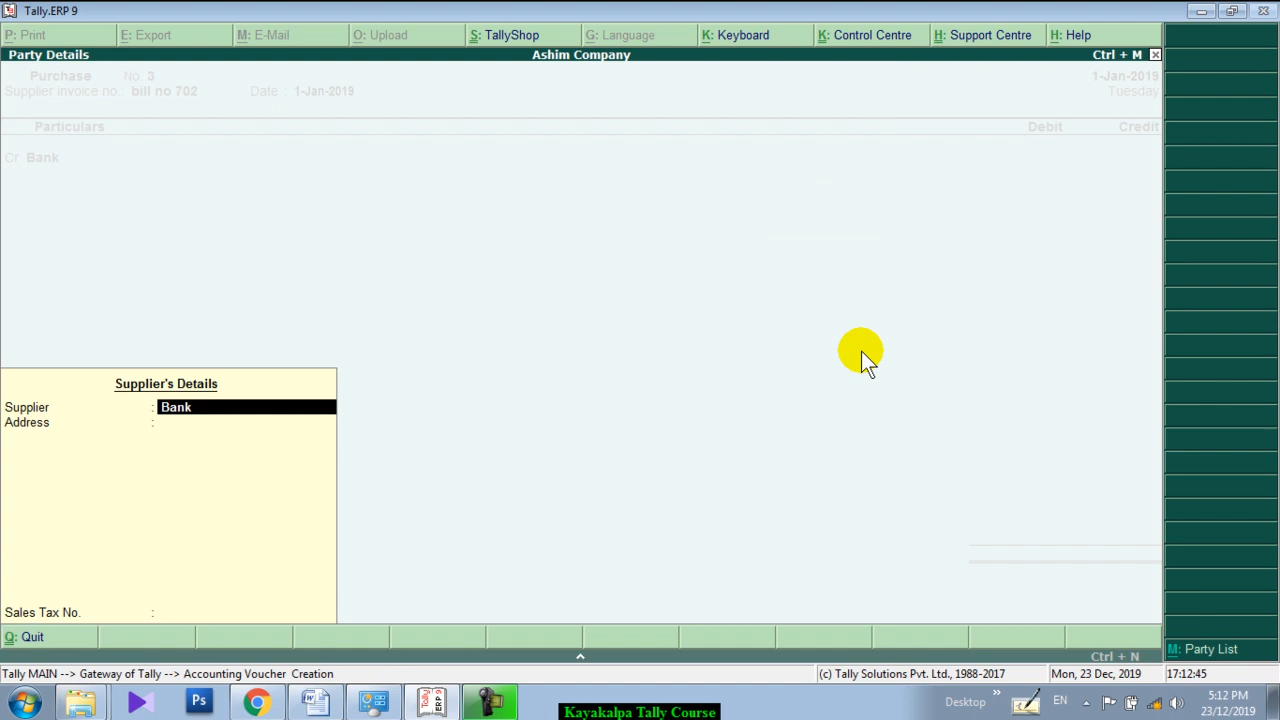 Tally.ERP 9
P: Print E: Export M: E-Mail O: Upload S: TallyShop G: Language K: Keyboard K: Control Centre H: Support Centre H: Help
Party Details Ashim Company Ctrl + M
Purchase No. 3 1-Jan-2019
Supplier invoice no.: bill no 702 Date : 1-Jan-2019 Tuesday
Particulars Debit Credit
Cr Bank
Supplier's Details
Supplier : Bank
Address :
Sales Tax No. :
Q: Quit
M: Party List
Ctrl + N
Tally MAIN --> Gateway of Tally --> Accounting Voucher Creation (c) Tally Solutions Pvt. Ltd., 1988-2017 Mon, 23 Dec, 2019 17:12:45
Ps
Tally ERP 9
Desktop » EN 5:12 PM
23/12/2019
Kayakalpa Tally Course